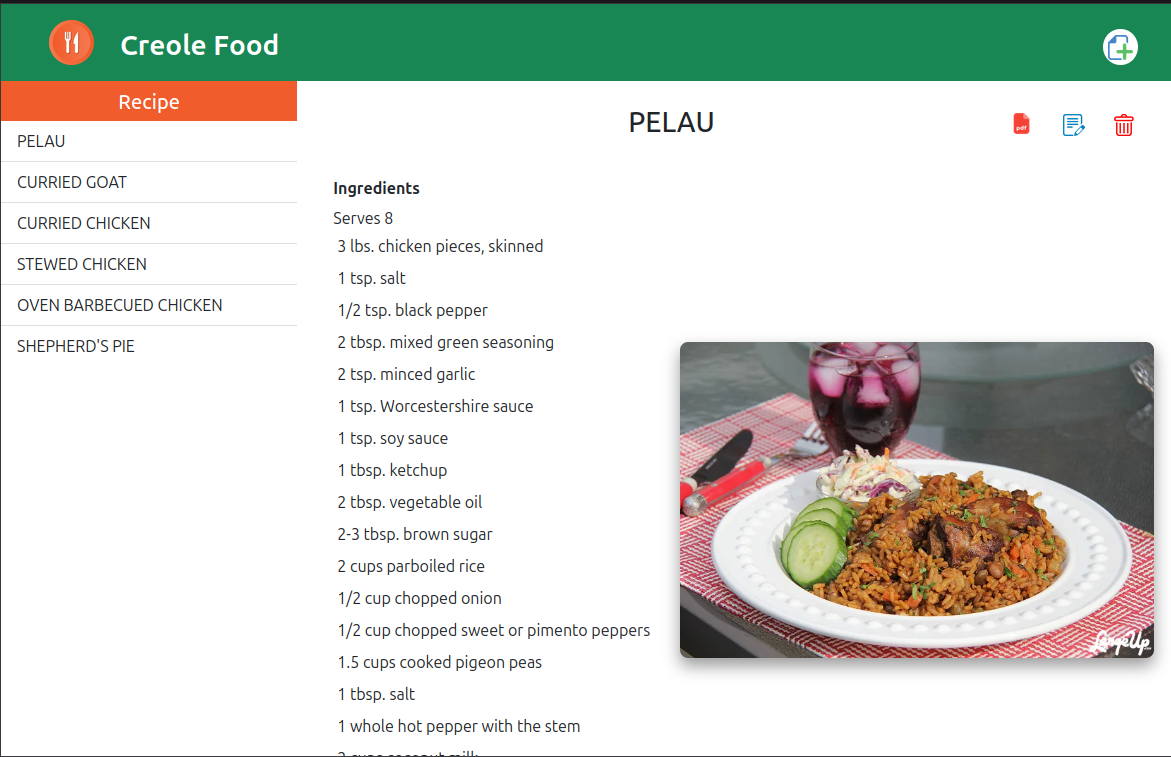 Creole Food
Recipe
PELAU
CURRIED GOAT
CURRIED CHICKEN
STEWED CHICKEN
OVEN BARBECUED CHICKEN
SHEPHERD'S PIE
PELAU
pdf
Ingredients
Serves 8
3 lbs. chicken pieces, skinned
1 tsp. salt
1/2 tsp. black pepper
2 tbsp. mixed green seasoning
2 tsp. minced garlic
1 tsp. Worcestershire sauce
1 tsp. soy sauce
1 tbsp. ketchup
2 tbsp. vegetable oil
2-3 tbsp. brown sugar
2 cups parboiled rice
1/2 cup chopped onion
1/2 cup chopped sweet or pimento peppers
1.5 cups cooked pigeon peas
1 tbsp. salt
1 whole hot pepper with the stem
cups coconut milk
LargeUp